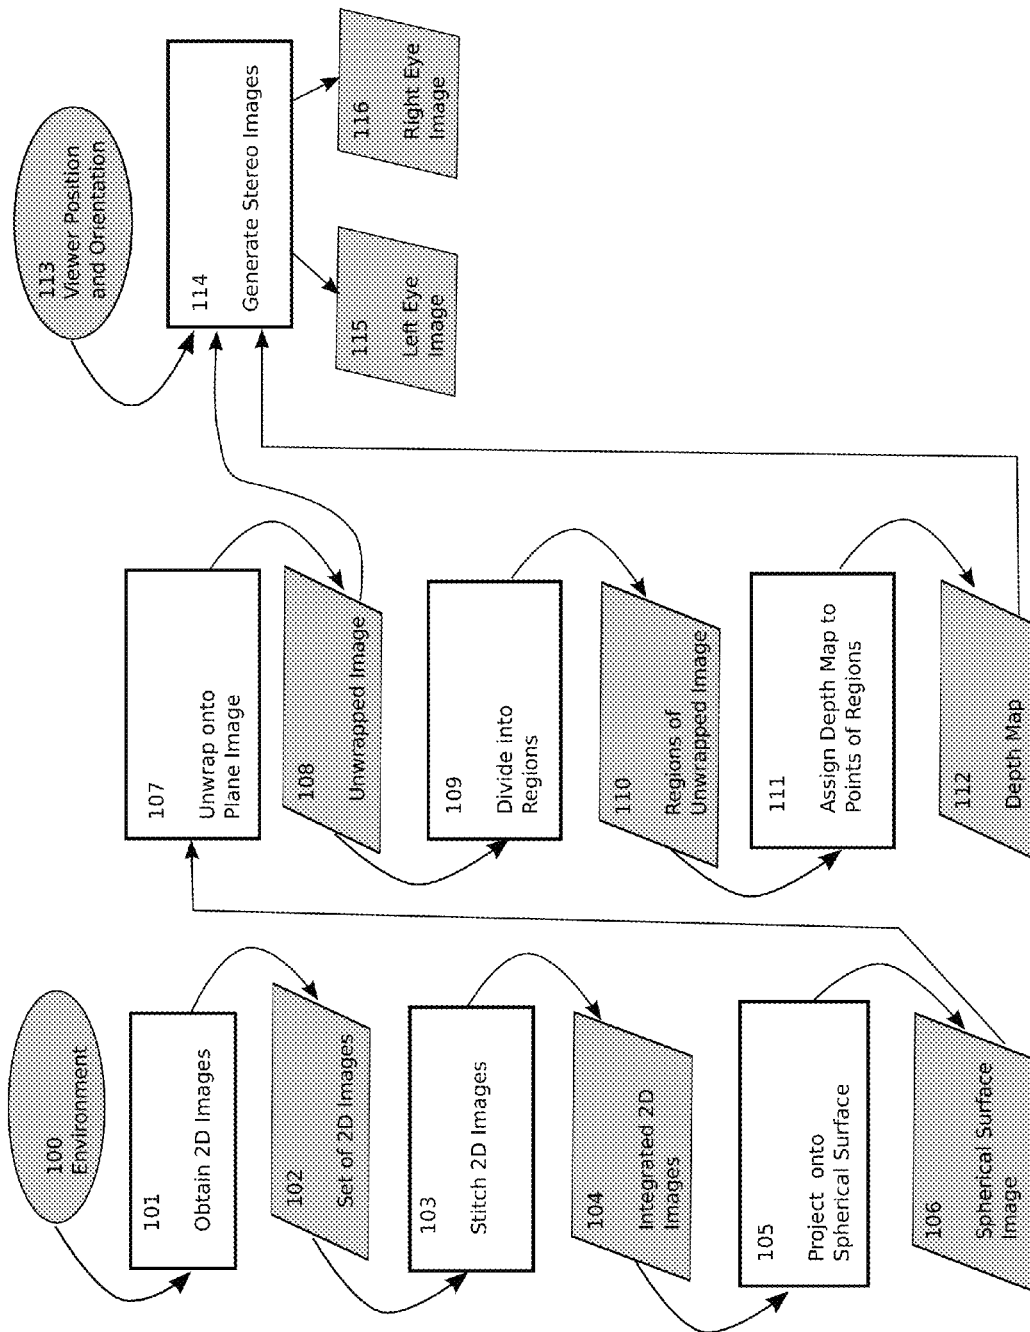 100
Environment
101
Obtain 2D Images
102
Set of 2D Images
103
Stitch 2D Images
104
Integrated 2D
Images
105
Project onto
Spherical Surface
106
Spherical Surface
Image
107
Unwrap onto
Plane Image
108
Unwrapped Image
109
Divide into
Regions
110
Regions of
Unwrapped Image
111
Assign Depth Map to
Points of Regions
112
Depth Map
113
Viewer Position
and Orientation
114
Generate Stereo Images
115
Left Eye
Image
116
Right Eye
Image